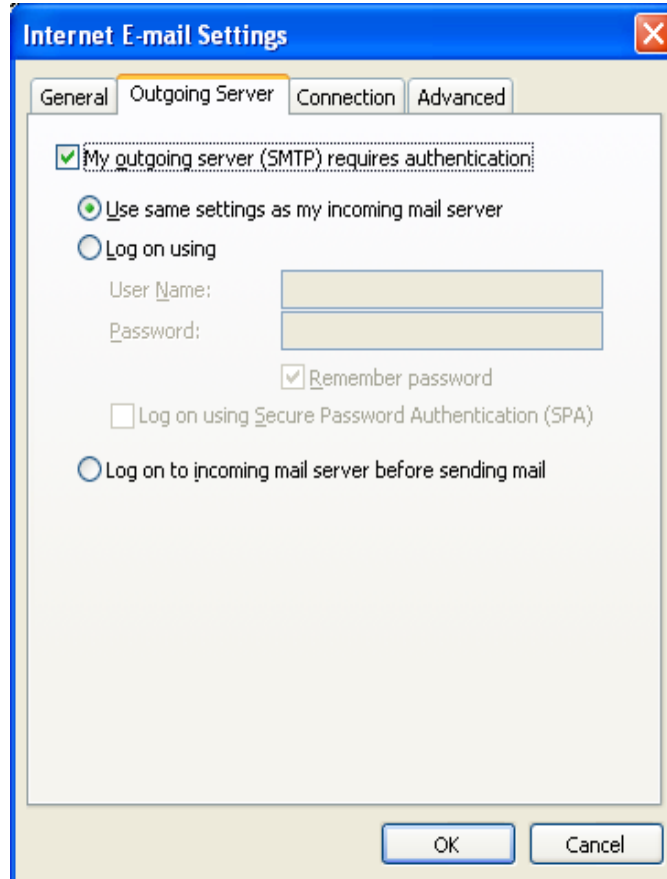 Internet E-mail Settings
General Outgoing Server Connection Advanced
My outgoing server (SMTP) requires authentication
Use same settings as my incoming mail server
Log on using
User Name:
Password:
Remember password
Log on using Secure Password Authentication (SPA)
Log on to incoming mail server before sending mail
OK Cancel